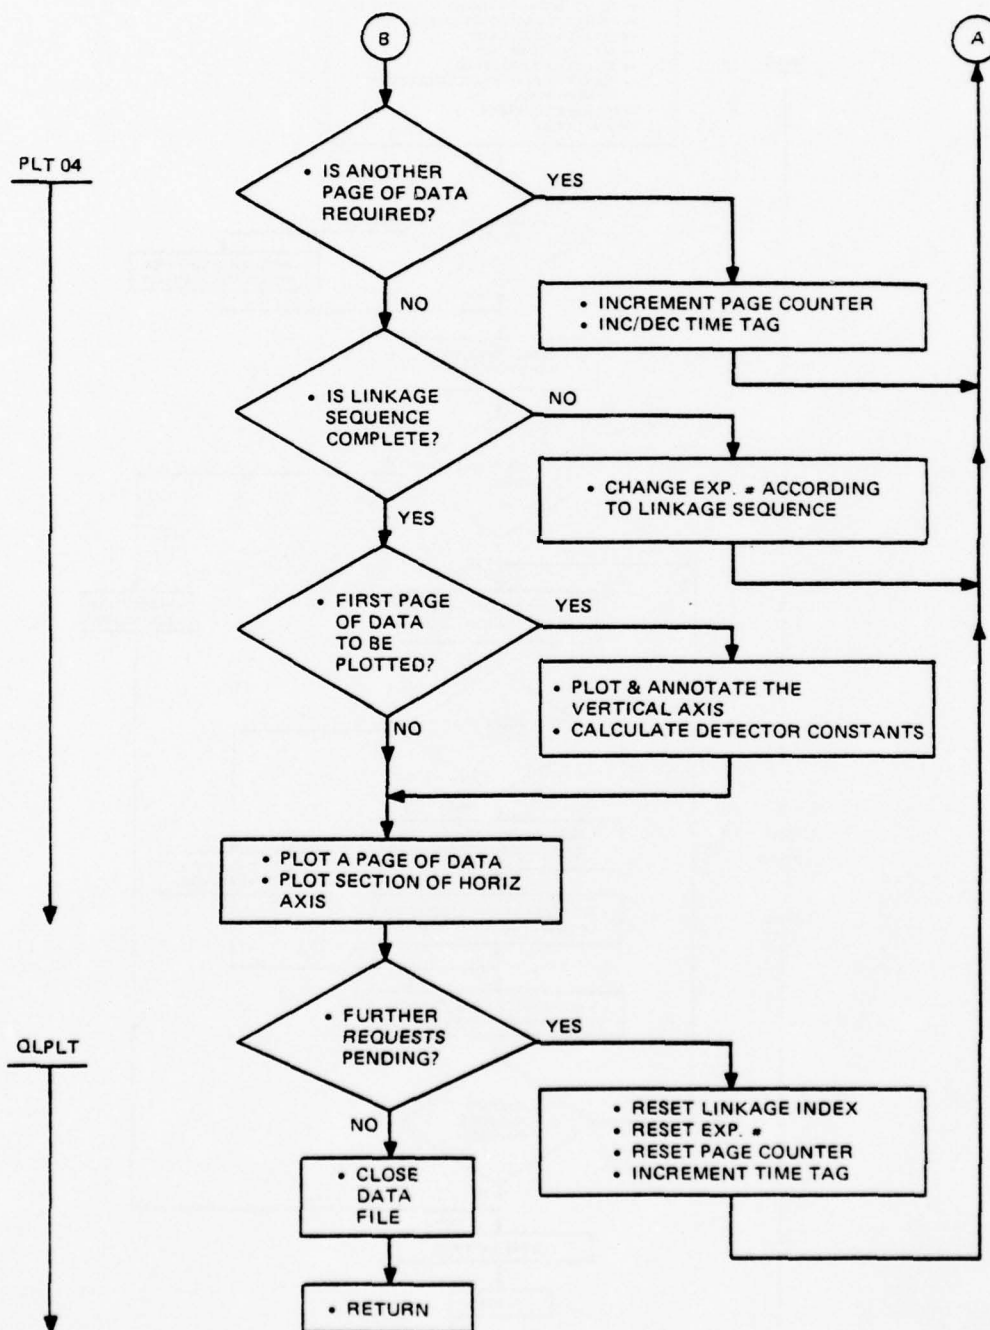 B
A
PLT 04
• IS ANOTHER
PAGE OF DATA
REQUIRED?
YES
NO
• INCREMENT PAGE COUNTER
• INC/DEC TIME TAG
• IS LINKAGE
SEQUENCE
COMPLETE?
NO
YES
• CHANGE EXP. # ACCORDING
TO LINKAGE SEQUENCE
• FIRST PAGE
OF DATA
TO BE
PLOTTED?
YES
NO
• PLOT & ANNOTATE THE
VERTICAL AXIS
• CALCULATE DETECTOR CONSTANTS
• PLOT A PAGE OF DATA
• PLOT SECTION OF HORIZ
AXIS
QLPLT
• FURTHER
REQUESTS
PENDING?
YES
NO
• RESET LINKAGE INDEX
• RESET EXP. #
• RESET PAGE COUNTER
• INCREMENT TIME TAG
• CLOSE
DATA
FILE
• RETURN